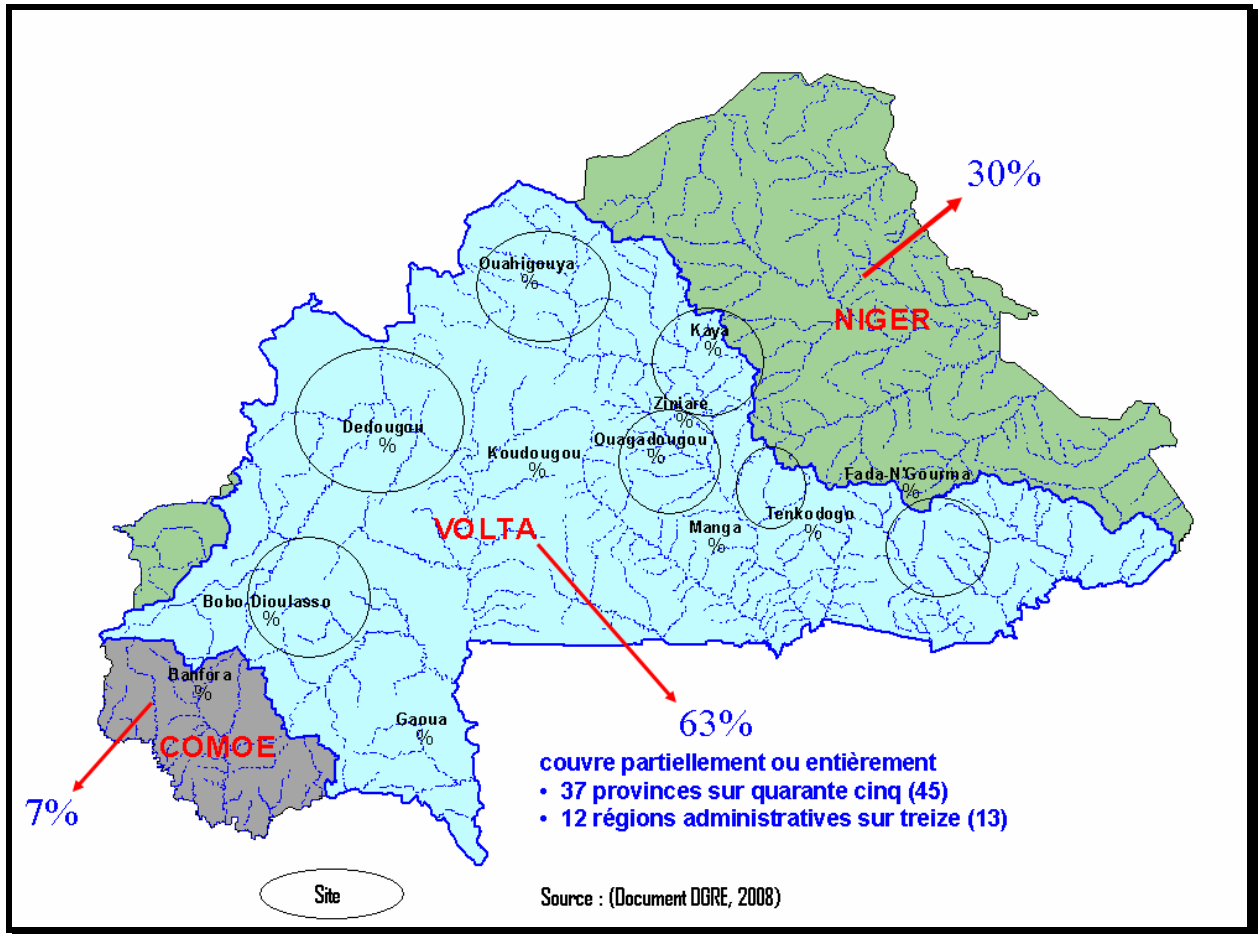 30%
Ouahigouya
%
NIGER
Kaya
%
Ziniare
%
Dedougou
%
Koudougou
%
Ouagadougou
%
Fada-N'Gourma
%
VOLTA
Manga
%
Tenkodogo
%
Bobo-Dioulasso
%
Banfora
%
Gaoua
%
COMOE
63%
7%
couvre partiellement ou entièrement
• 37 provinces sur quarante cinq (45)
• 12 régions administratives sur treize (13)
Site
Source : (Document DGRE, 2008)